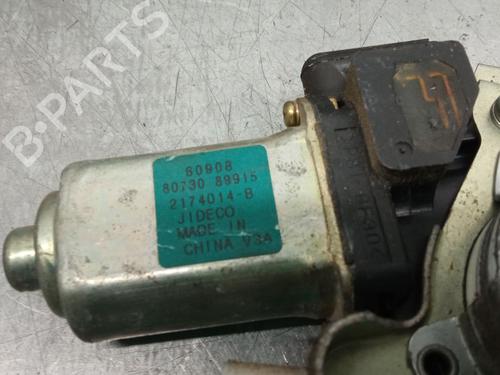 B-PARTS
60908
80730 89915
2174014-B
JIDECO
MADE IN
CHINA V3A